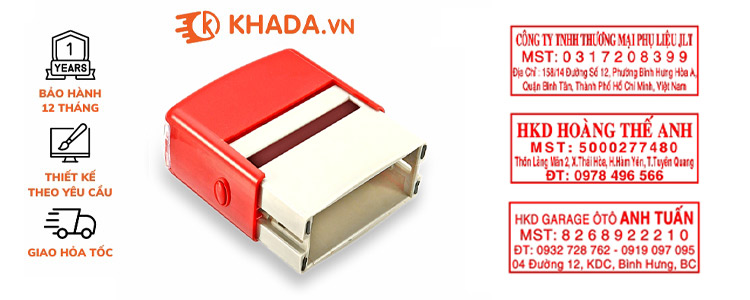 KHADA.vn
1
YEARS
BẢO HÀNH
12 THÁNG
THIẾT KẾ
THEO YÊU CẦU
GIAO HỎA TỐC
CÔNG TY TNHH THƯƠNG MẠI PHỤ LIỆU JLT
MST: 0317208399
Địa Chỉ : 158/14 Đường Số 12, Phường Bình Hưng Hòa A,
Quận Bình Tân, Thành Phố Hồ Chí Minh, Việt Nam
HKD HOÀNG THẾ ANH
MST: 5000277480
Thôn Làng Mãn 2, X.Thái Hòa, H.Hàm Yên, T.Tuyên Quang
ĐT: 0978 496 566
HKD GARAGE ÔTÔ ANH TUẤN
MST: 8268922210
ĐT: 0932 728 762 - 0919 097 095
04 Đường 12, KDC, Bình Hưng, BC